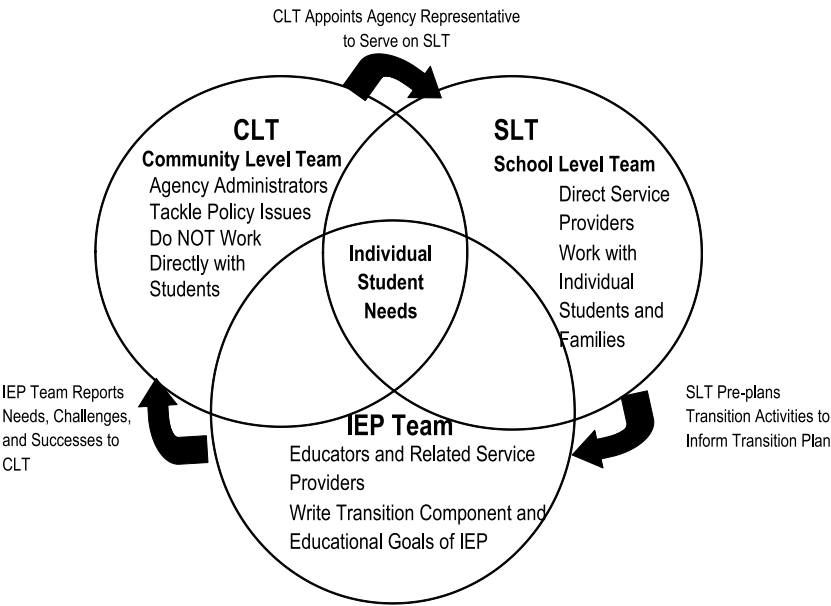 CLT Appoints Agency Representative
to Serve on SLT
CLT
Community Level Team
Agency Administrators
Tackle Policy Issues
Do NOT Work
Directly with
Students
SLT
School Level Team
Direct Service
Providers
Work with
Individual
Students and
Families
Individual
Student
Needs
IEP Team Reports
Needs, Challenges,
and Successes to
CLT
SLT Pre-plans
Transition Activities to
Inform Transition Plan
IEP Team
Educators and Related Service
Providers
Write Transition Component and
Educational Goals of IEP